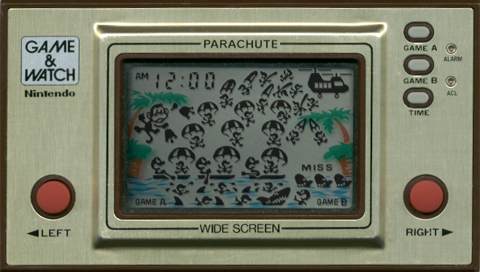 GAME
&
WATCH
Nintendo
PARACHUTE
AM 12:00
MISS
GAME A
GAME B
WIDE SCREEN
GAME A
ALARM
GAME B
ACL
TIME
◄LEFT
RIGHT►